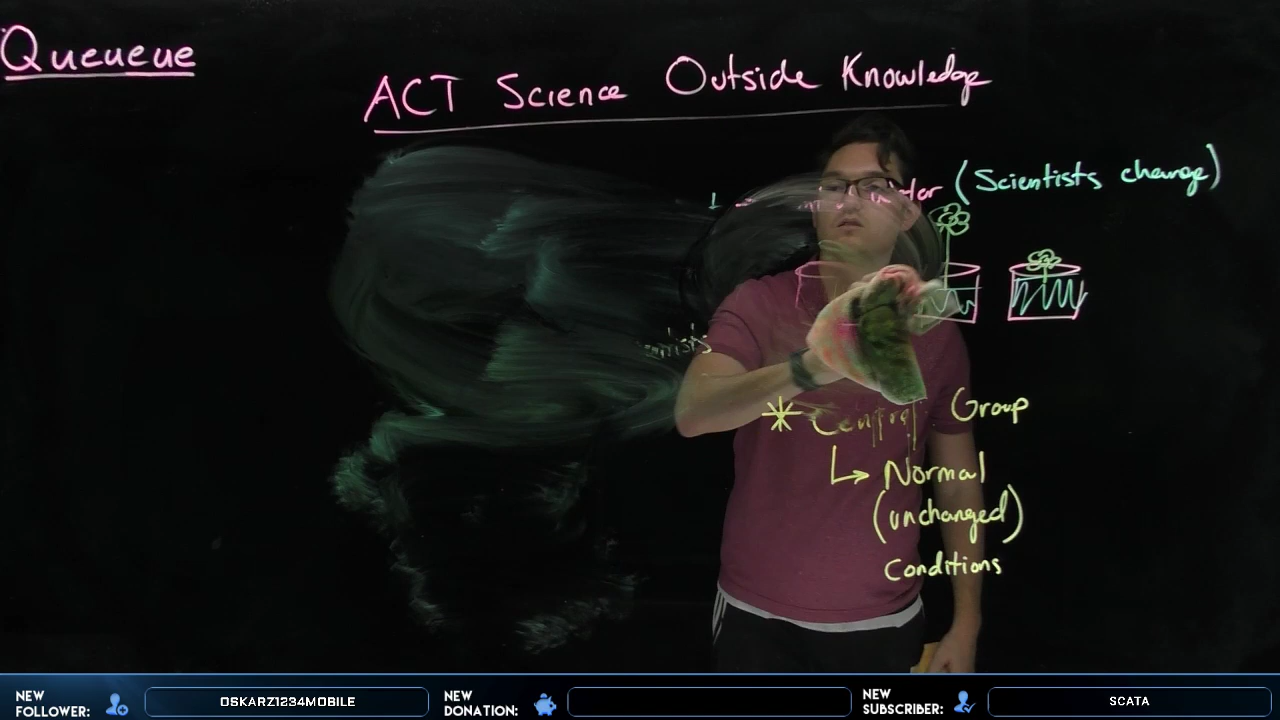 Queueue
ACT Science Outside Knowledge
(Scientists change)
* Control Group
Normal
(unchanged)
Conditions
NEW FOLLOWER:
OSKARZ1234MOBILE
NEW DONATION:
NEW SUBSCRIBER:
SCATA